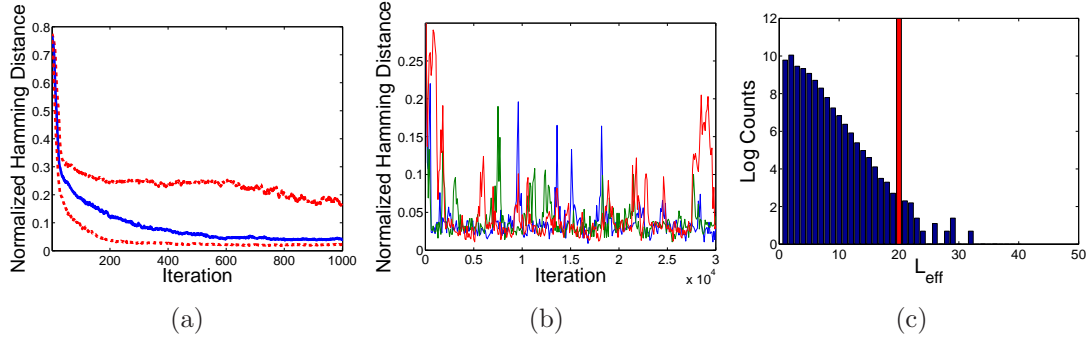 Normalized Hamming Distance
0.8
0.7
0.6
0.5
0.4
0.3
0.2
0.1
0
0 200 400 600 800 1000
Iteration
(a)
Normalized Hamming Distance
0.25
0.2
0.15
0.1
0.05
0
0 0.5 1 1.5 2 2.5 3
Iteration
x 10^4
(b)
Log Counts
12
10
8
6
4
2
0
0 10 20 30 40 50
L_eff
(c)